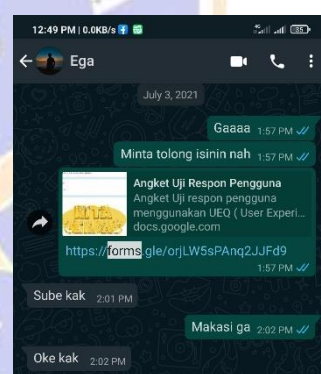 12:49 PM | 0.0KB/s
85
Ega
July 3, 2021
Gaaaa 1:57 PM
Minta tolong isinin nah 1:57 PM
Angket Uji Respon Pengguna
Angket Uji respon pengguna
menggunakan UEQ ( User Experi...
docs.google.com
https://forms.gle/orjLW5sPAnq2JJFd9
1:57 PM
Sube kak 2:01 PM
Makasi ga 2:02 PM
Oke kak 2:02 PM